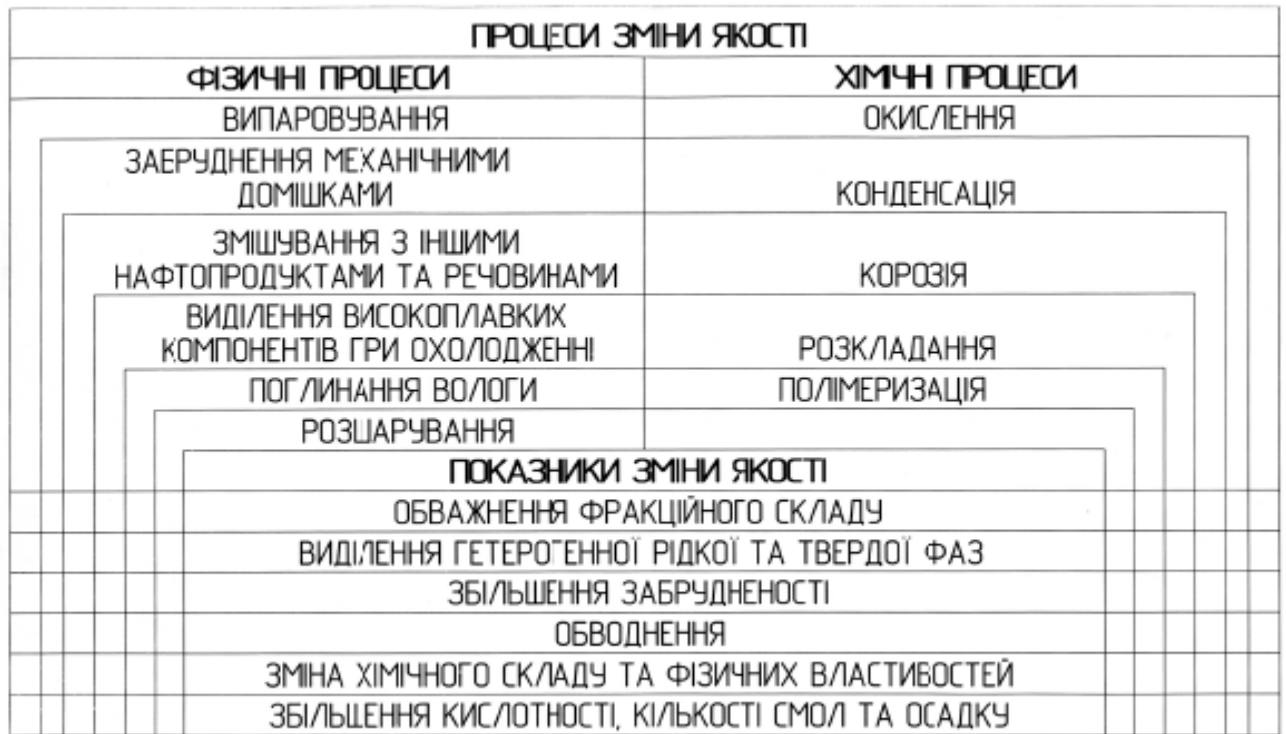 ПРОЦЕСИ ЗМІНИ ЯКОСТІ
ФІЗИЧНІ ПРОЦЕСИ
ХІМІЧНІ ПРОЦЕСИ
ВИПАРОВУВАННЯ
ОКИСЛЕННЯ
ЗАЕРУДНЕННЯ МЕХАНІЧНИМИ
ДОМІШКАМИ
КОНДЕНСАЦІЯ
ЗМІШУВАННЯ З ІНШИМИ
НАФТОПРОДУКТАМИ ТА РЕЧОВИНАМИ
КОРОЗІЯ
ВИДІЛЕННЯ ВИСОКОПЛАВКИХ
КОМПОНЕНТІВ ГРИ ОХОЛОДЖЕННІ
РОЗКЛАДАННЯ
ПОГЛИНАННЯ ВОЛОГИ
ПОЛІМЕРИЗАЦІЯ
РОЗШАРУВАННЯ
ПОКАЗНИКИ ЗМІНИ ЯКОСТІ
ОБВАЖНЕННЯ ФРАКЦІЙНОГО СКЛАДУ
ВИДІЛЕННЯ ГЕТЕРОГЕННОЇ РІДКОЇ ТА ТВЕРДОЇ ФАЗ
ЗБІЛЬШЕННЯ ЗАБРУДНЕНОСТІ
ОБВОДНЕННЯ
ЗМІНА ХІМІЧНОГО СКЛАДУ ТА ФІЗИЧНИХ ВЛАСТИВОСТЕЙ
ЗБІЛЬШЕННЯ КИСЛОТНОСТІ, КІЛЬКОСТІ СМОЛ ТА ОСАДКУ